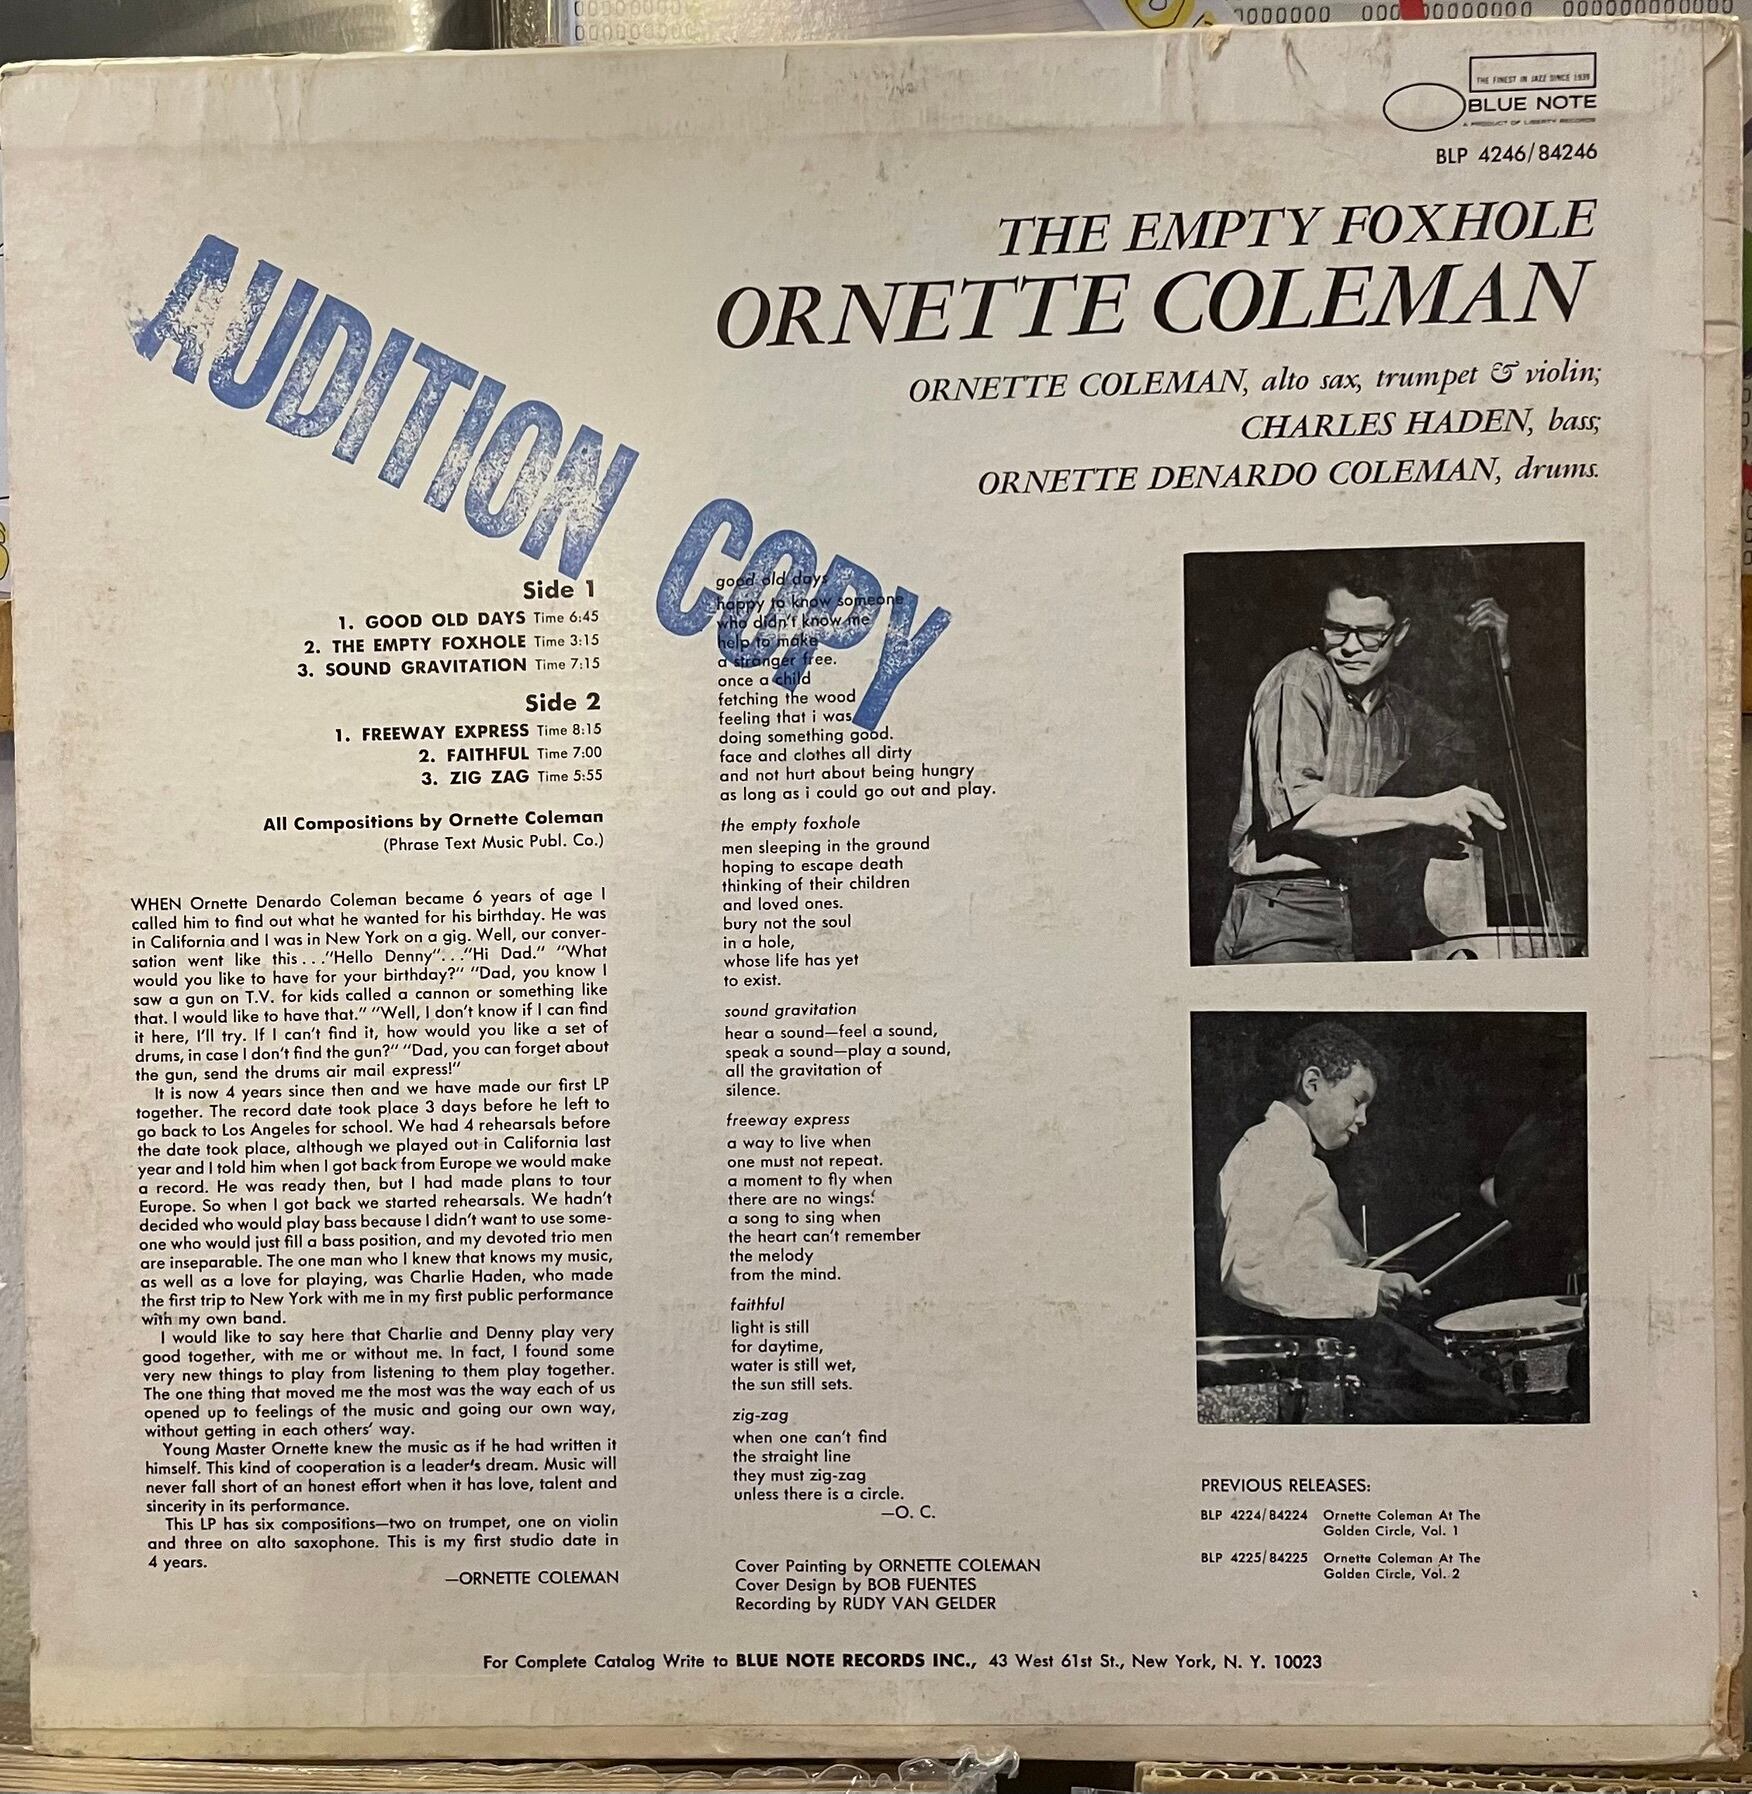 THE FINEST IN JAZZ SINCE 1939
BLUE NOTE
A PRODUCT OF LIBERTY RECORDS
BLP 4246/84246
THE EMPTY FOXHOLE
ORNETTE COLEMAN
ORNETTE COLEMAN, alto sax, trumpet & violin;
CHARLES HADEN, bass;
ORNETTE DENARDO COLEMAN, drums.
AUDITION COPY
Side 1
1. GOOD OLD DAYS Time 6:45
2. THE EMPTY FOXHOLE Time 3:15
3. SOUND GRAVITATION Time 7:15
Side 2
1. FREEWAY EXPRESS Time 8:15
2. FAITHFUL Time 7:00
3. ZIG ZAG Time 5:55
All Compositions by Ornette Coleman
(Phrase Text Music Publ. Co.)
WHEN Ornette Denardo Coleman became 6 years of age I
called him to find out what he wanted for his birthday. He was
in California and I was in New York on a gig. Well, our conver-
sation went like this . . ."Hello Denny". . ."Hi Dad." "What
would you like to have for your birthday?" "Dad, you know I
saw a gun on T.V. for kids called a cannon or something like
that. I would like to have that." "Well, I don't know if I can find
it here, I'll try. If I can't find it, how would you like a set of
drums, in case I don't find the gun?" "Dad, you can forget about
the gun, send the drums air mail express!"
It is now 4 years since then and we have made our first LP
together. The record date took place 3 days before he left to
go back to Los Angeles for school. We had 4 rehearsals before
the date took place, although we played out in California last
year and I told him when I got back from Europe we would make
a record. He was ready then, but I had made plans to tour
Europe. So when I got back we started rehearsals. We hadn't
decided who would play bass because I didn't want to use some-
one who would just fill a bass position, and my devoted trio men
are inseparable. The one man who I knew that knows my music,
as well as a love for playing, was Charlie Haden, who made
the first trip to New York with me in my first public performance
with my own band.
I would like to say here that Charlie and Denny play very
good together, with me or without me. In fact, I found some
very new things to play from listening to them play together.
The one thing that moved me the most was the way each of us
opened up to feelings of the music and going our own way,
without getting in each others' way.
Young Master Ornette knew the music as if he had written it
himself. This kind of cooperation is a leader's dream. Music will
never fall short of an honest effort when it has love, talent and
sincerity in its performance.
This LP has six compositions—two on trumpet, one on violin
and three on alto saxophone. This is my first studio date in
4 years.
—ORNETTE COLEMAN
good old days
happy to know someone
who didn't know me
help to make
a stranger free.
once a child
fetching the wood
feeling that i was
doing something good.
face and clothes all dirty
and not hurt about being hungry
as long as i could go out and play.
the empty foxhole
men sleeping in the ground
hoping to escape death
thinking of their children
and loved ones.
bury not the soul
in a hole,
whose life has yet
to exist.
sound gravitation
hear a sound—feel a sound,
speak a sound—play a sound,
all the gravitation of
silence.
freeway express
a way to live when
one must not repeat.
a moment to fly when
there are no wings.
a song to sing when
the heart can't remember
the melody
from the mind.
faithful
light is still
for daytime,
water is still wet,
the sun still sets.
zig-zag
when one can't find
the straight line
they must zig-zag
unless there is a circle.
—O. C.
Cover Painting by ORNETTE COLEMAN
Cover Design by BOB FUENTES
Recording by RUDY VAN GELDER
PREVIOUS RELEASES:
BLP 4224/84224 Ornette Coleman At The
Golden Circle, Vol. 1
BLP 4225/84225 Ornette Coleman At The
Golden Circle, Vol. 2
For Complete Catalog Write to BLUE NOTE RECORDS INC., 43 West 61st St., New York, N. Y. 10023